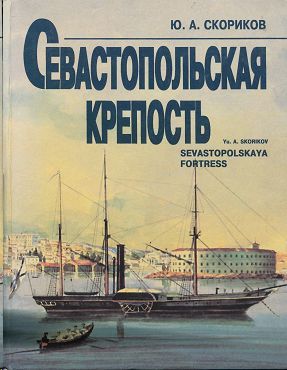 Ю. А. СКОРИКОВ
СЕВАСТОПОЛЬСКАЯ
КРЕПОСТЬ
Yu. A. SKORIKOV
SEVASTOPOLSKAYA
FORTRESS